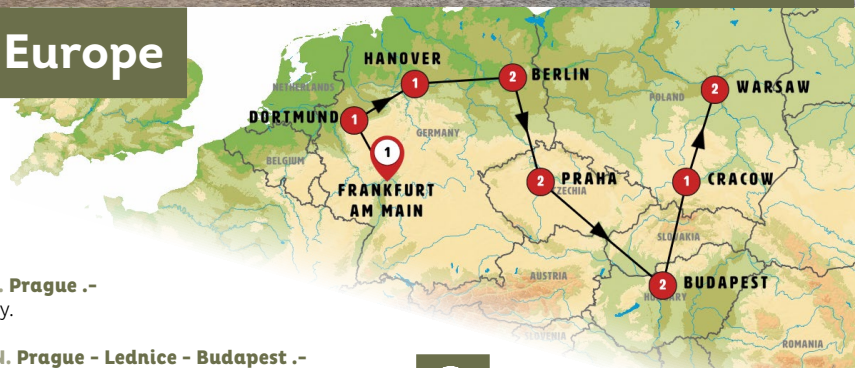 Europe
HANOVER
1
2
BERLIN
NETHERLANDS
POLAND
2
WARSAW
DORTMUND
1
GERMANY
BELGIUM
1
FRANKFURT
AM MAIN
2
PRAHA
CZECHIA
1
CRACOW
SLOVAKIA
AUSTRIA
2
BUDAPEST
HUNGARY
SLOVENIA
ROMANIA
. Prague .-
y.
N. Prague - Lednice - Budapest .-